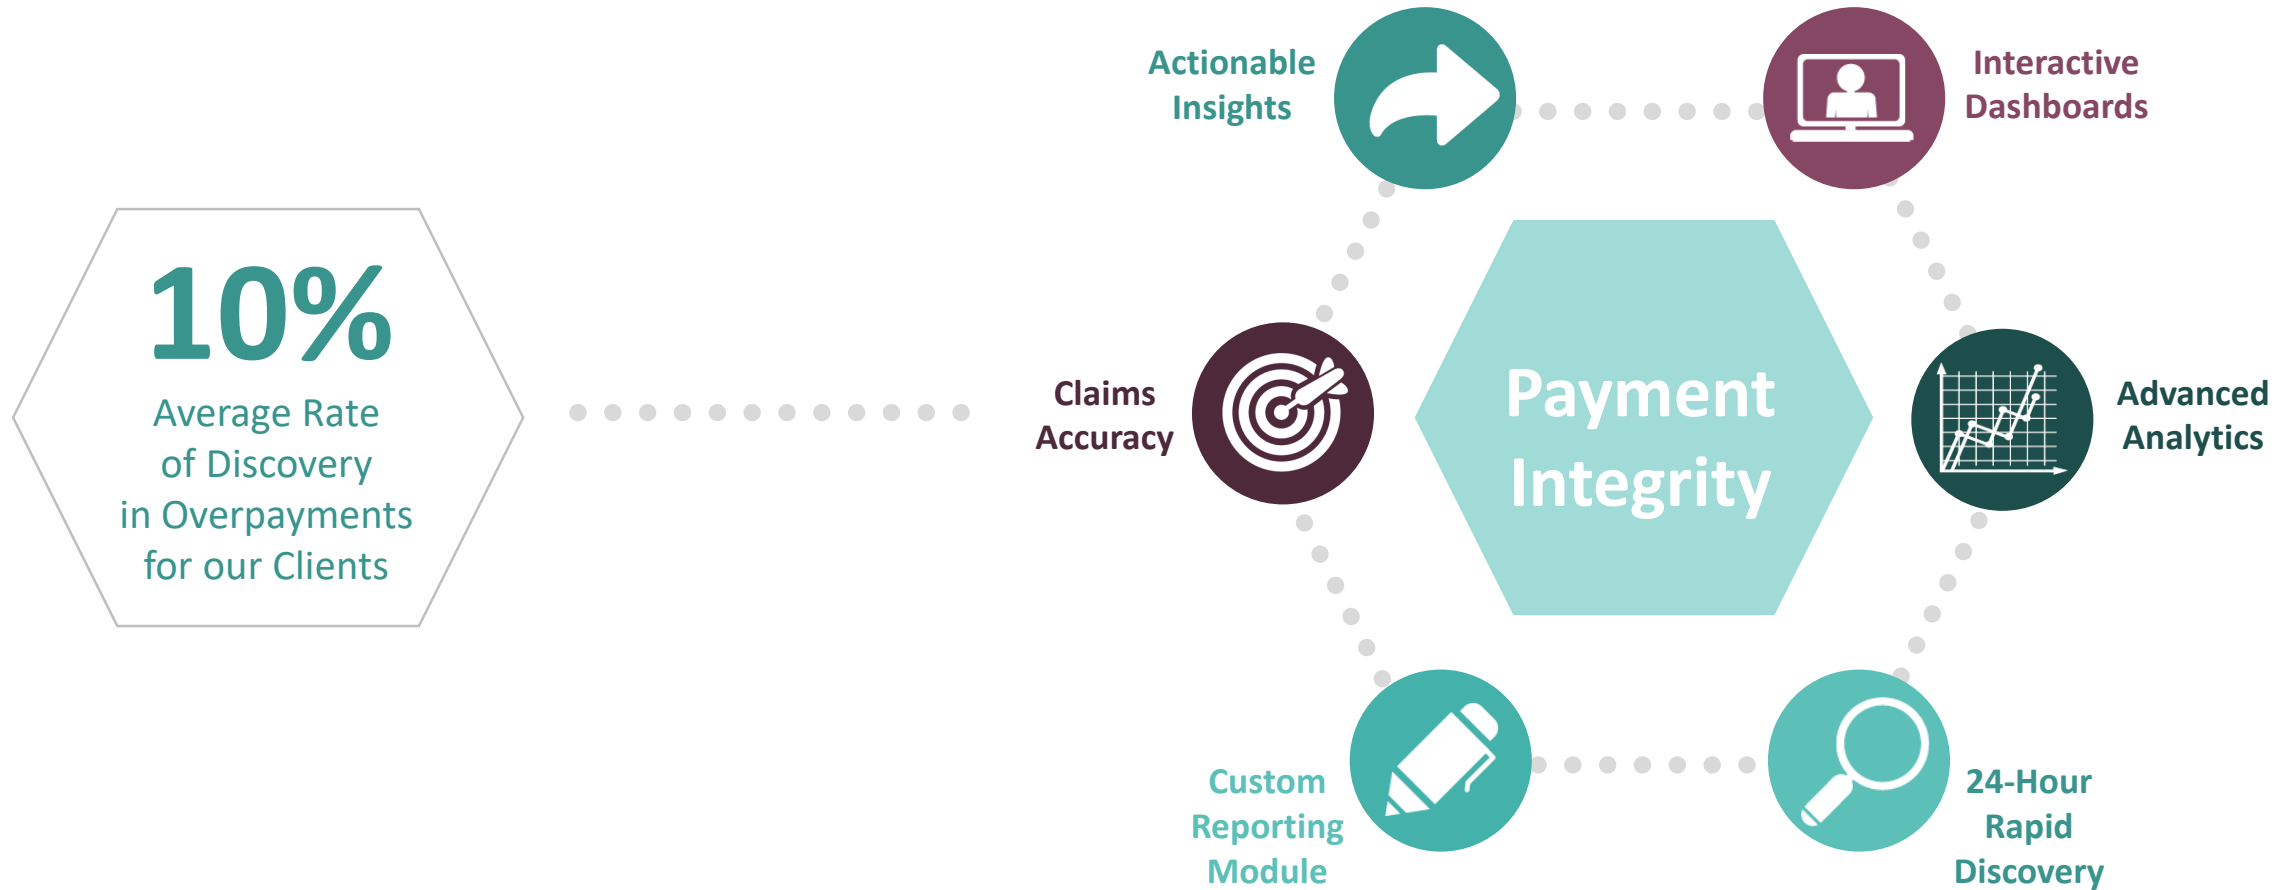 10%
Average Rate
of Discovery
in Overpayments
for our Clients
Actionable
Insights
Interactive
Dashboards
Claims
Accuracy
Payment
Integrity
Advanced
Analytics
Custom
Reporting
Module
24-Hour
Rapid
Discovery